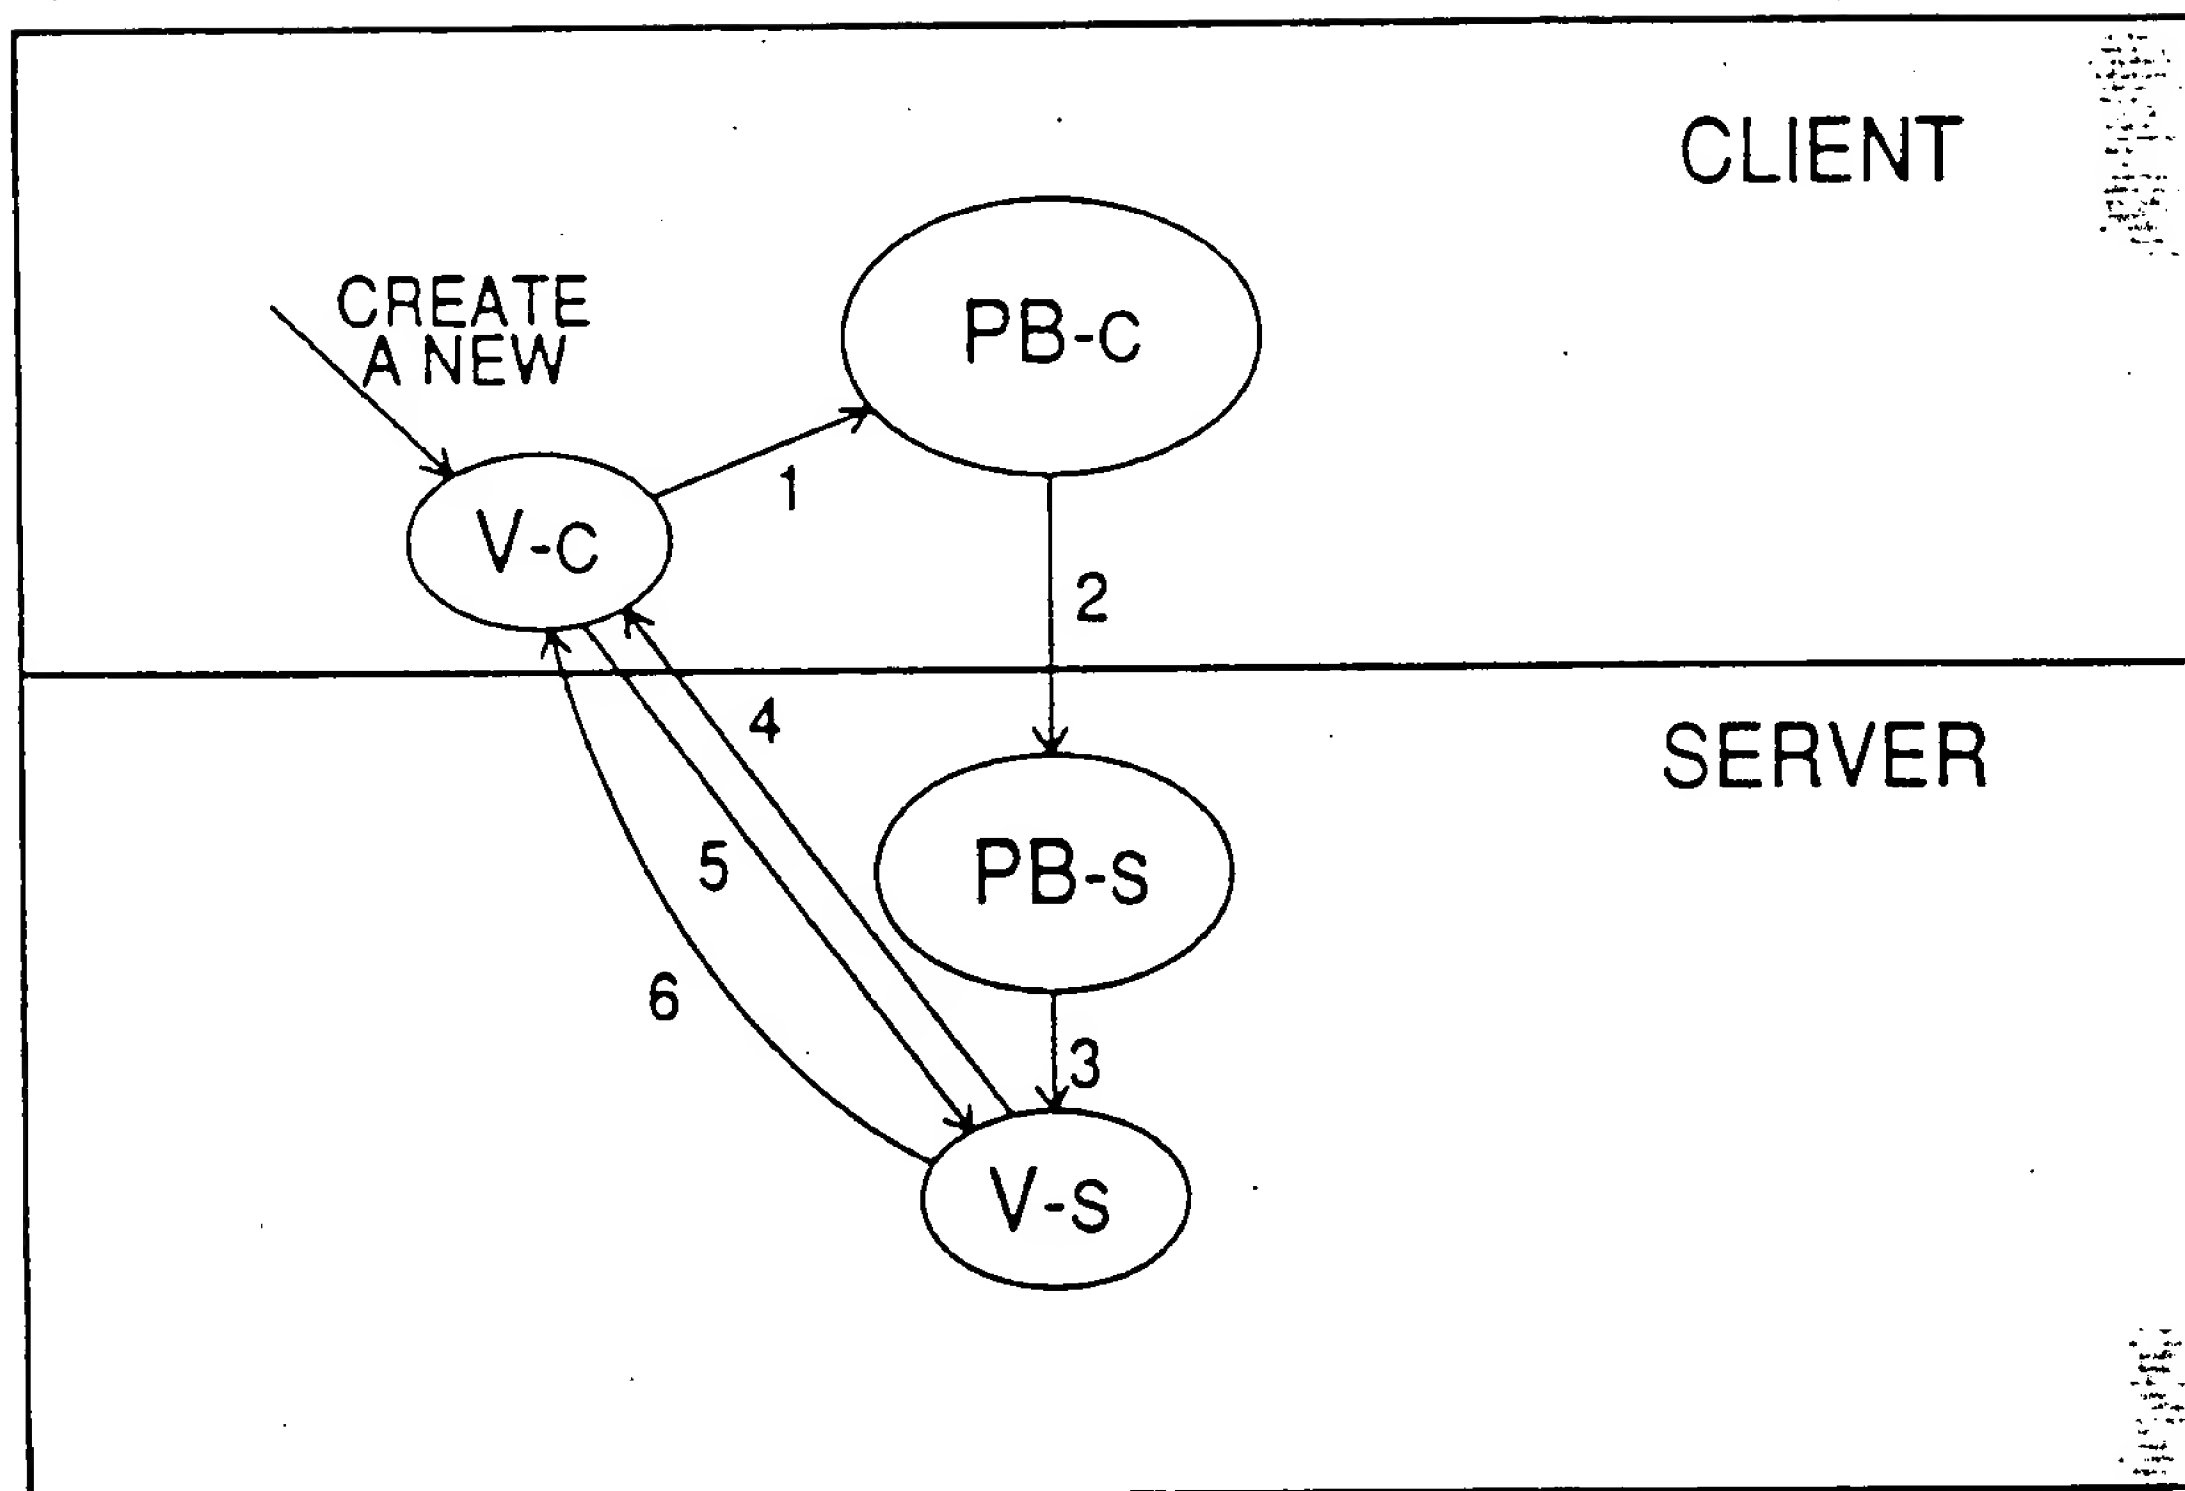 CLIENT
CREATE
A NEW
PB-c
1
V-c
2
4
SERVER
5
PB-s
6
3
V-s